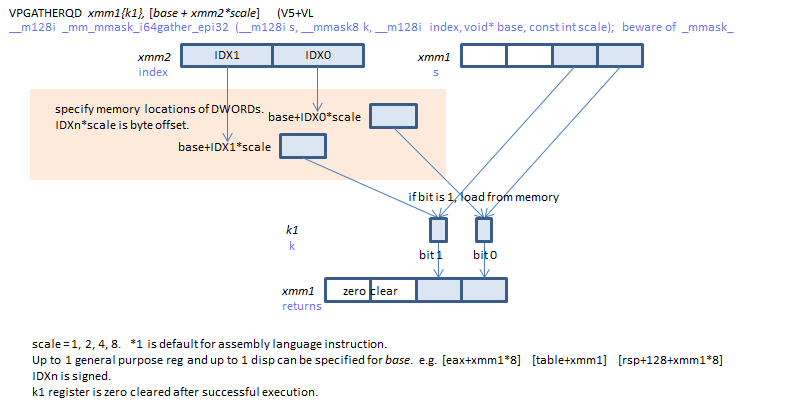 VPGATHERQD xmm1{k1}, [base + xmm2*scale] (V5+VL
__m128i _mm_mmask_i64gather_epi32 (__m128i s, __mmask8 k, __m128i index, void* base, const int scale); beware of _mmask_
xmm2
index
IDX1 IDX0
xmm1
s
specify memory locations of DWORDs.
IDXn*scale is byte offset.
base+IDX0*scale
base+IDX1*scale
if bit is 1, load from memory
k1
k
bit 1 bit 0
xmm1
returns
zero clear
scale = 1, 2, 4, 8. *1 is default for assembly language instruction.
Up to 1 general purpose reg and up to 1 disp can be specified for base. e.g. [eax+xmm1*8] [table+xmm1] [rsp+128+xmm1*8]
IDXn is signed.
k1 register is zero cleared after successful execution.